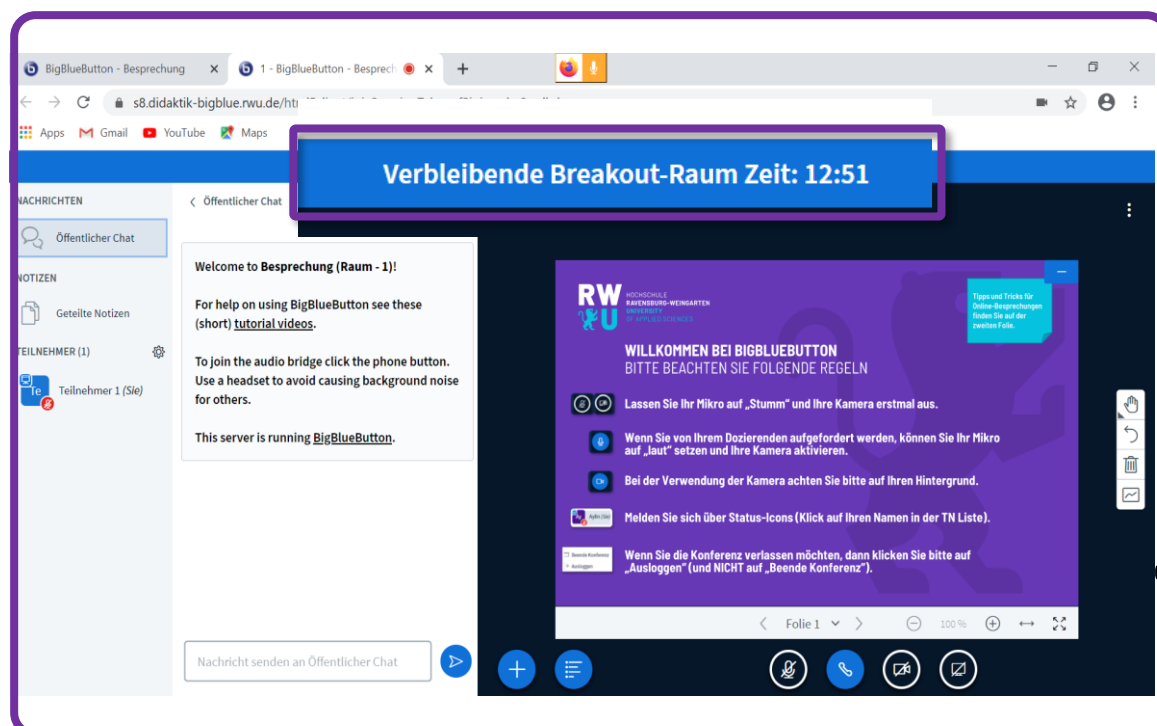 BigBlueButton - Besprechung
1 - BigBlueButton - Besprech
s8.didaktik-bigblue.rwu.de/
Apps Gmail YouTube Maps
Verbleibende Breakout-Raum Zeit: 12:51
NACHRICHTEN
Öffentlicher Chat
NOTIZEN
Geteilte Notizen
TEILNEHMER (1)
Te
Teilnehmer 1 (Sie)
Öffentlicher Chat
Welcome to Besprechung (Raum - 1)!
For help on using BigBlueButton see these
(short) tutorial videos.
To join the audio bridge click the phone button.
Use a headset to avoid causing background noise
for others.
This server is running BigBlueButton.
Nachricht senden an Öffentlicher Chat
RW
U
HOCHSCHULE
RAVENSBURG-WEINGARTEN
UNIVERSITY
OF APPLIED SCIENCES
Tipps und Tricks für
Online-Besprechungen
finden Sie auf der
zweiten Folie.
WILLKOMMEN BEI BIGBLUEBUTTON
BITTE BEACHTEN SIE FOLGENDE REGELN
Lassen Sie Ihr Mikro auf „Stumm" und Ihre Kamera erstmal aus.
Wenn Sie von Ihrem Dozierenden aufgefordert werden, können Sie Ihr Mikro
auf „laut" setzen und Ihre Kamera aktivieren.
Bei der Verwendung der Kamera achten Sie bitte auf Ihren Hintergrund.
Melden Sie sich über Status-Icons (Klick auf Ihren Namen in der TN Liste).
Beende Konferenz
Ausloggen
Wenn Sie die Konferenz verlassen möchten, dann klicken Sie bitte auf
„Ausloggen" (und NICHT auf „Beende Konferenz").
Folie 1
100 %